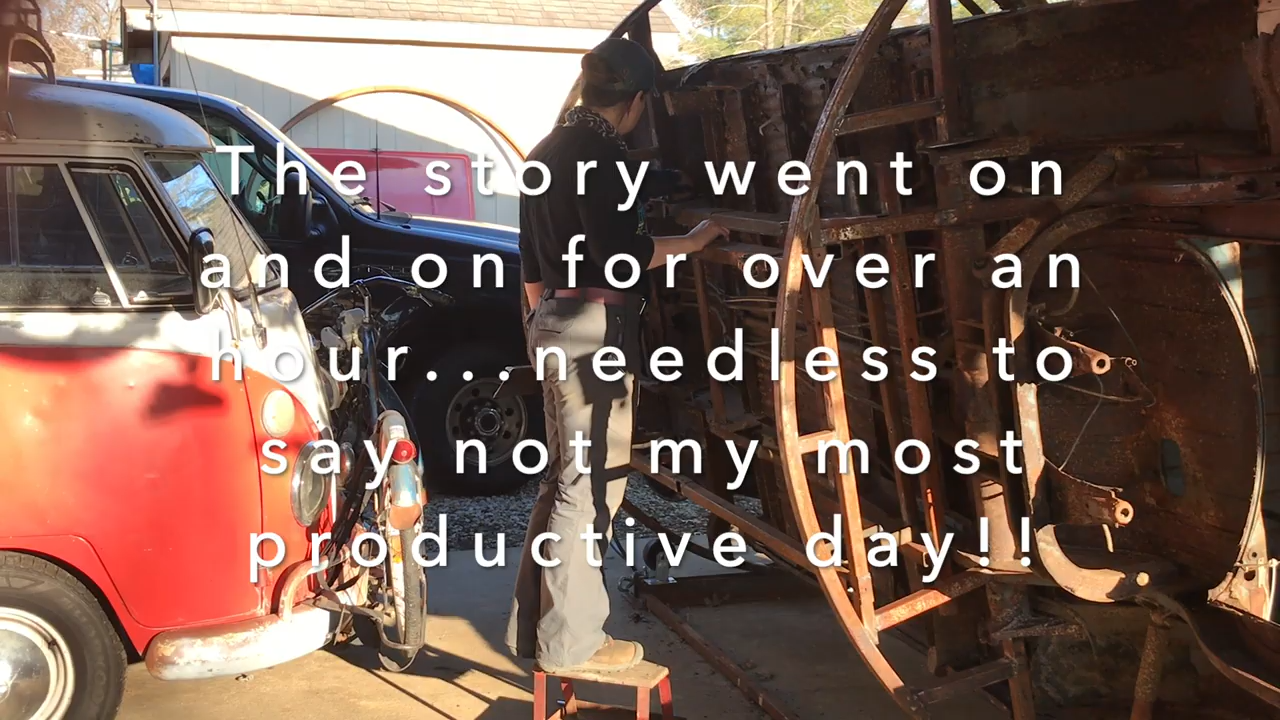 The story went on
and on for over an
hour...needless to
say not my most
productive day!!